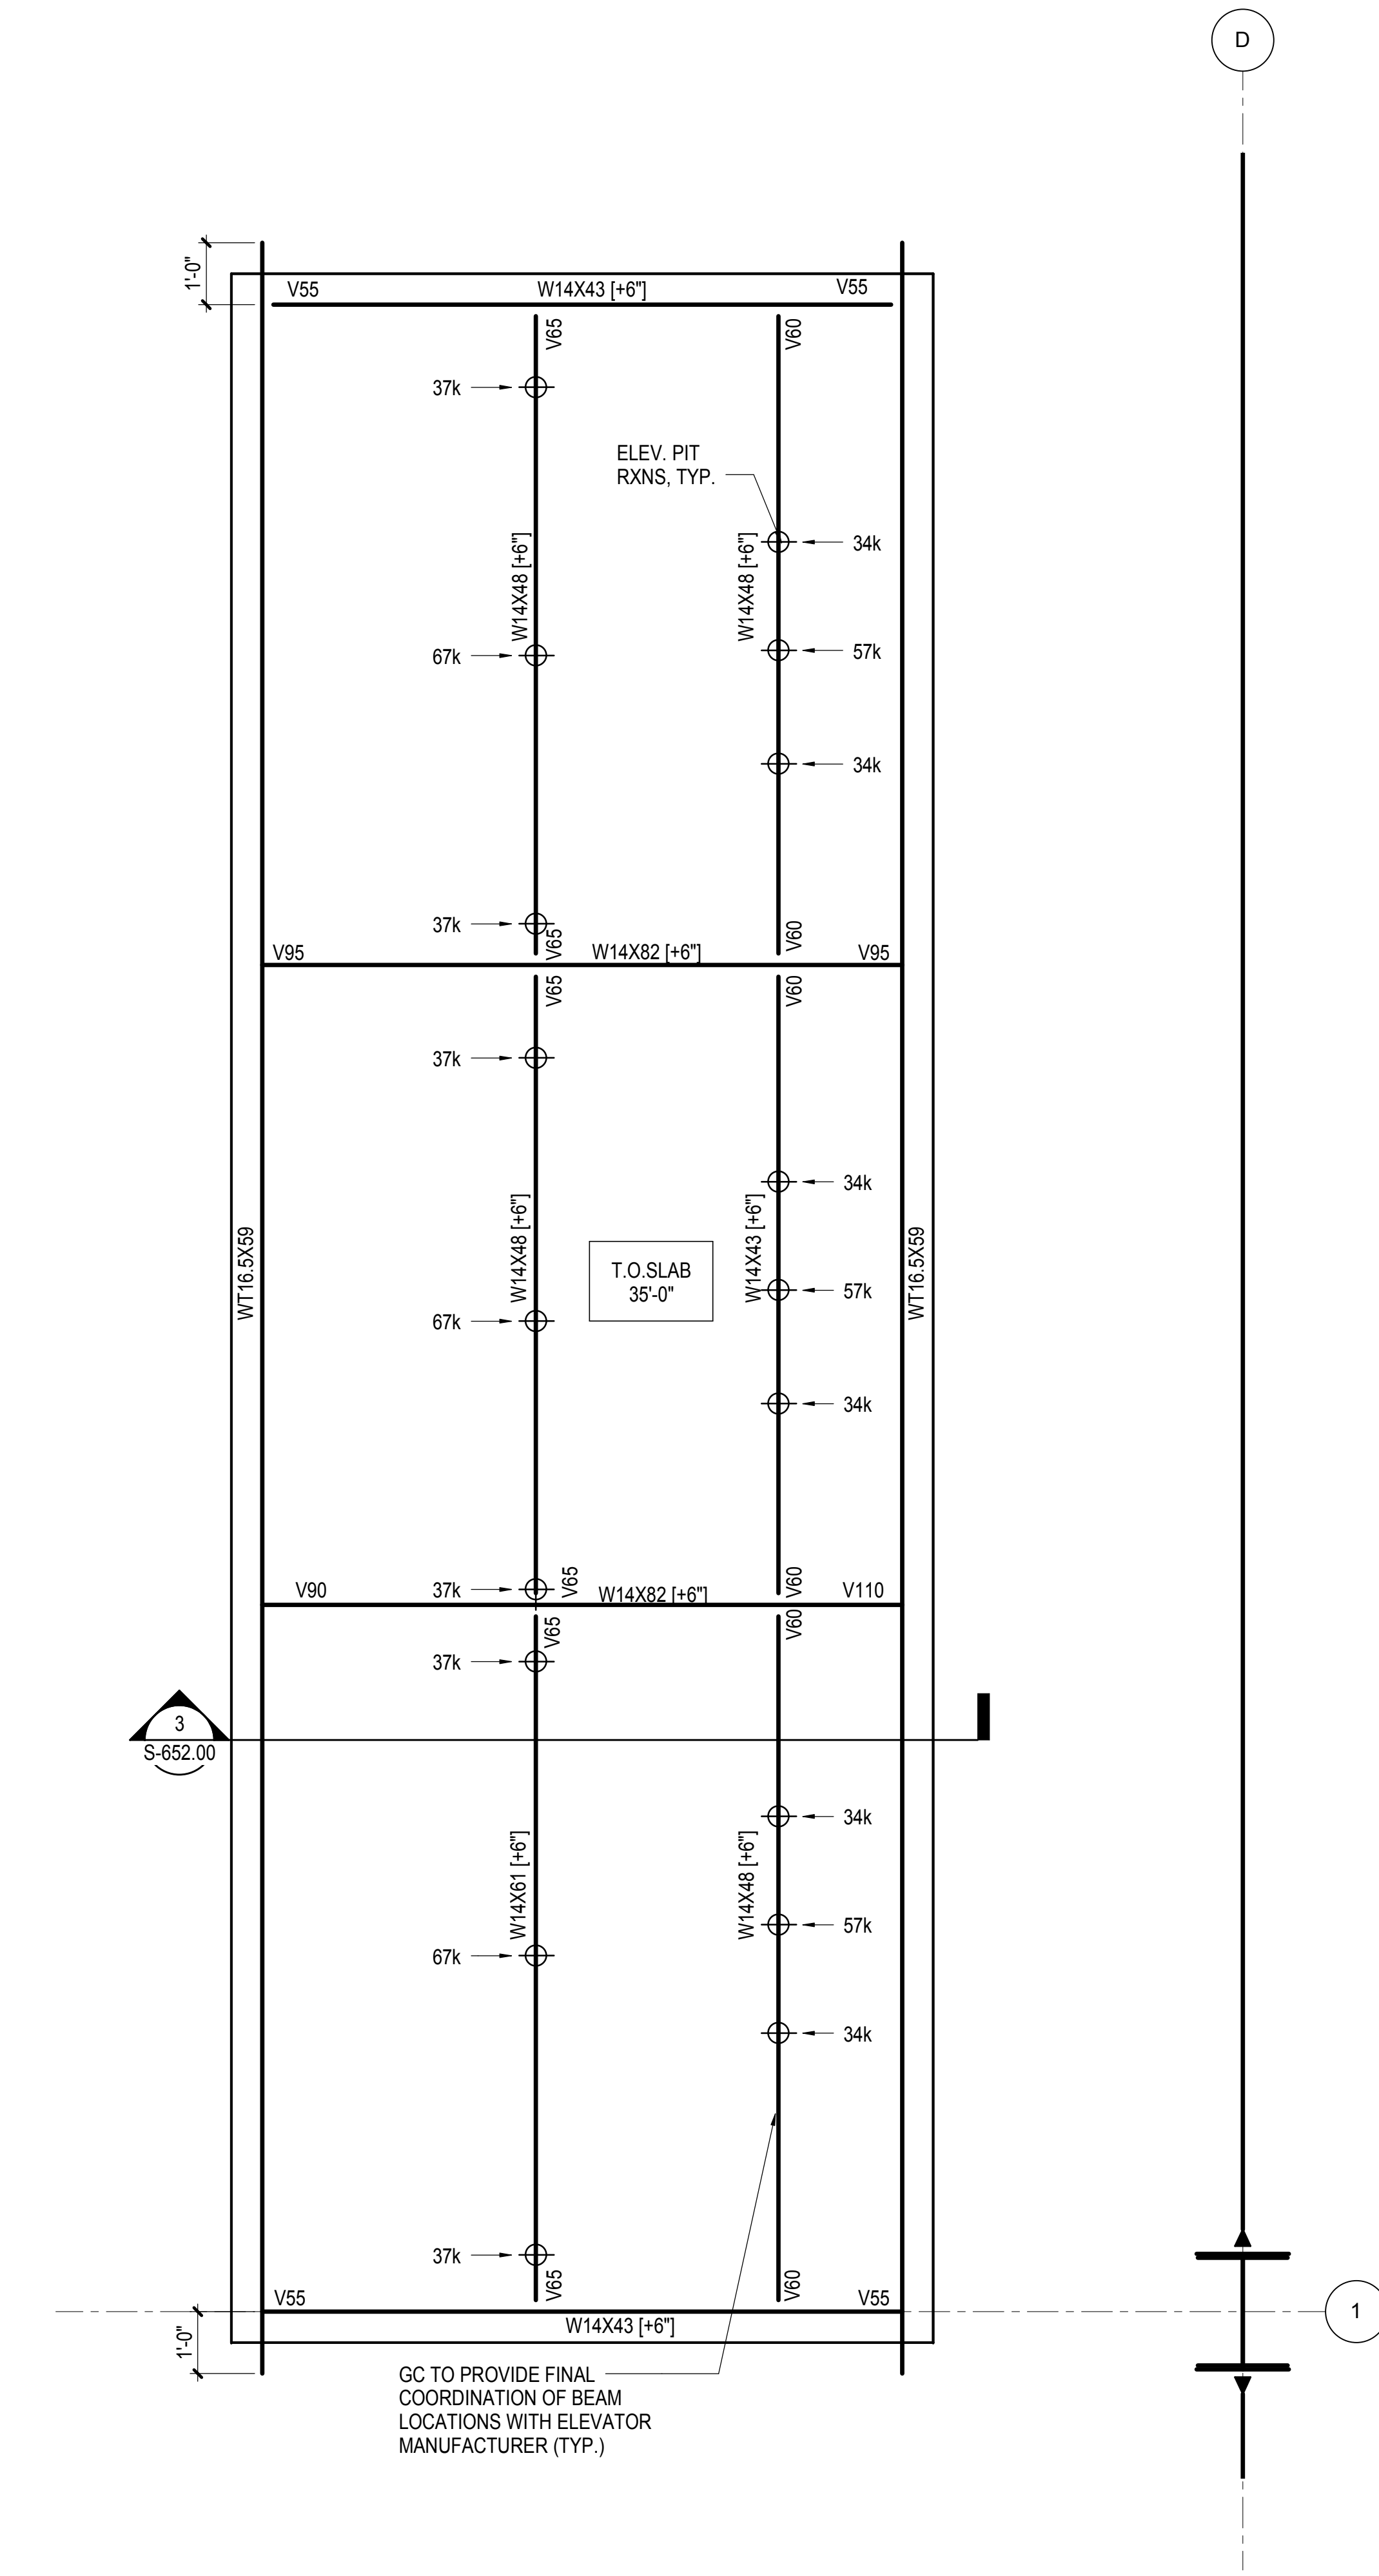 D
1'-0"
V55
W14X43 [+6"]
V55
V65
V60
37k
ELEV. PIT
RXNS, TYP.
W14X48 [+6"]
W14X48 [+6"]
34k
67k
57k
34k
37k
V65
V60
V95
W14X82 [+6"]
V95
V65
V60
37k
34k
WT16.5X59
W14X48 [+6"]
T.O.SLAB
35'-0"
W14X43 [+6"]
WT16.5X59
57k
67k
34k
V90
37k
V65
W14X82 [+6"]
V60
V110
V65
V60
37k
3
S-652.00
34k
W14X61 [+6"]
W14X48 [+6"]
57k
67k
34k
37k
V65
V60
V55
V55
1
W14X43 [+6"]
1'-0"
GC TO PROVIDE FINAL
COORDINATION OF BEAM
LOCATIONS WITH ELEVATOR
MANUFACTURER (TYP.)